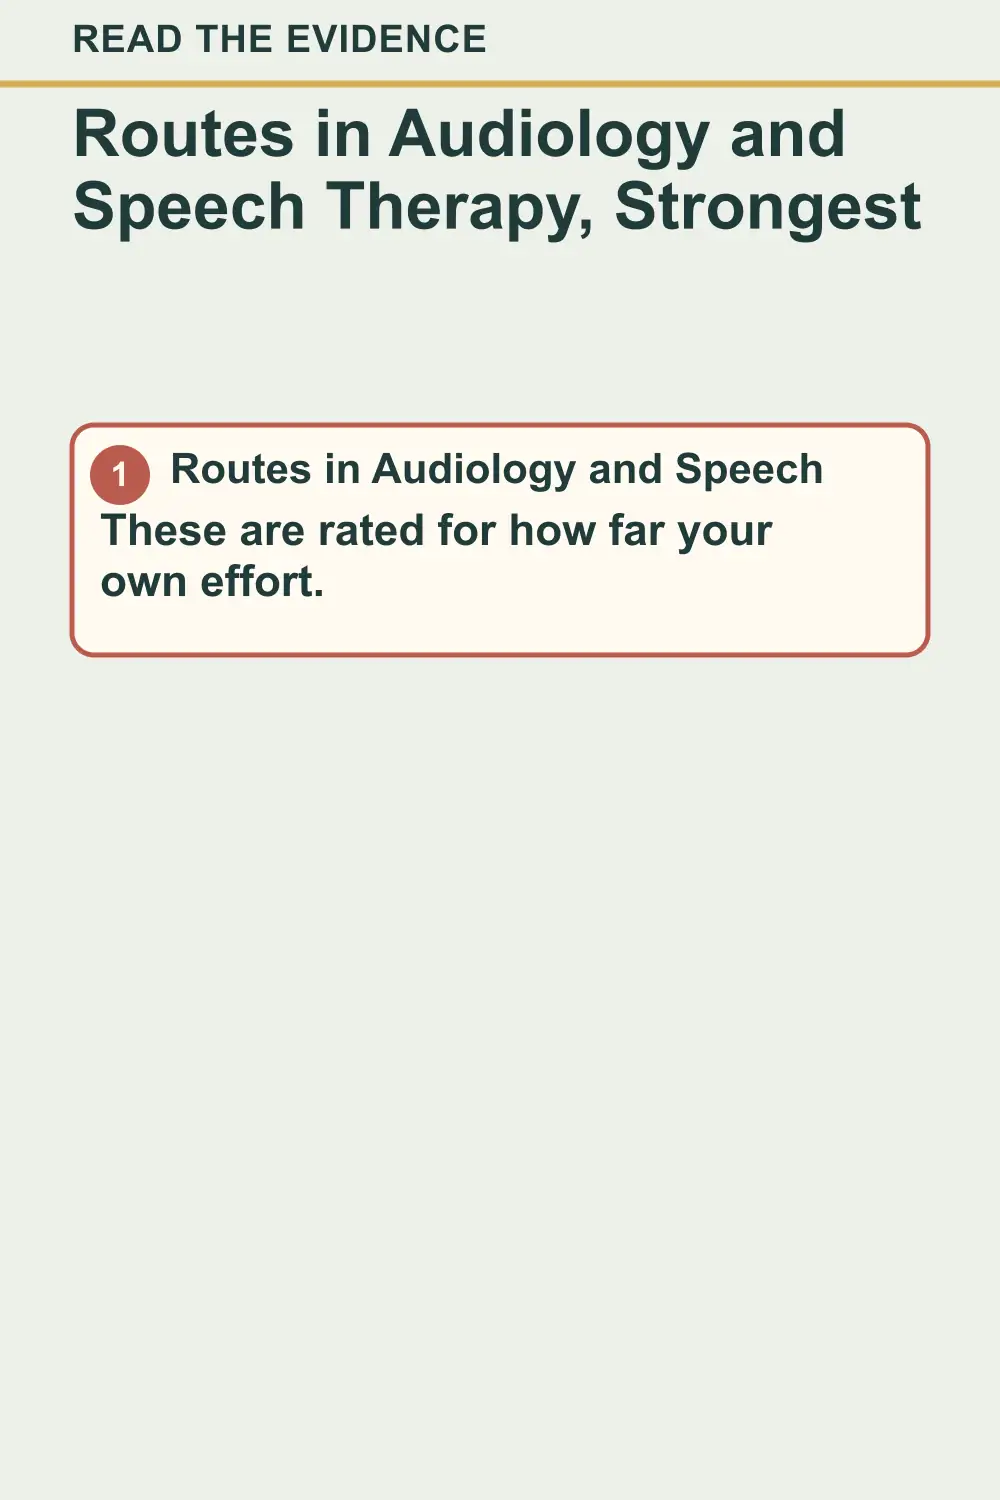 READ THE EVIDENCE
Routes in Audiology and
Speech Therapy, Strongest
1 Routes in Audiology and Speech
These are rated for how far your
own effort.